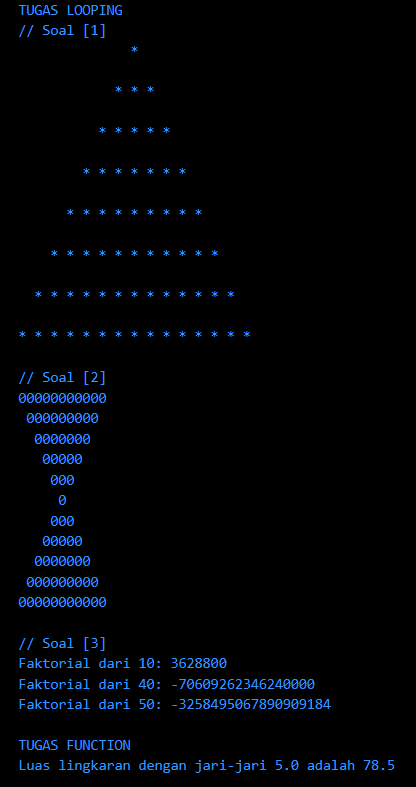 TUGAS LOOPING
// Soal [1]
              *
            * * *
          * * * * *
        * * * * * * *
      * * * * * * * * *
    * * * * * * * * * * *
  * * * * * * * * * * * * *
* * * * * * * * * * * * * * *
// Soal [2]
00000000000
 000000000
  0000000
   00000
    000
     0
    000
   00000
  0000000
 000000000
00000000000
// Soal [3]
Faktorial dari 10: 3628800
Faktorial dari 40: -70609262346240000
Faktorial dari 50: -3258495067890909184
TUGAS FUNCTION
Luas lingkaran dengan jari-jari 5.0 adalah 78.5